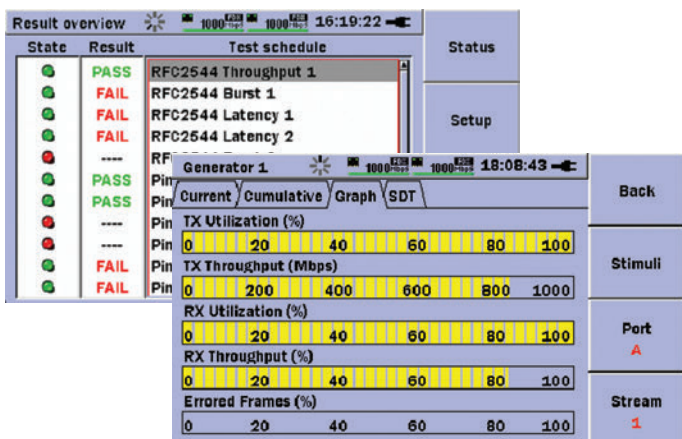 Result overview 1000 Mbps 1000 Mbps 16:19:22
State Result Test schedule
PASS RFC2544 Throughput 1
FAIL RFC2544 Burst 1
FAIL RFC2544 Latency 1
FAIL RFC2544 Latency 2
----
PASS
PASS
----
----
FAIL
FAIL
Status
Setup
Generator 1 1000 Mbps 1000 Mbps 18:08:43
Current Cumulative Graph SDT
TX Utilization (%)
0 20 40 60 80 100
TX Throughput (Mbps)
0 200 400 600 800 1000
RX Utilization (%)
0 20 40 60 80 100
RX Throughput (%)
0 20 40 60 80 100
Errored Frames (%)
0 20 40 60 80 100
Back
Stimuli
Port
A
Stream
1